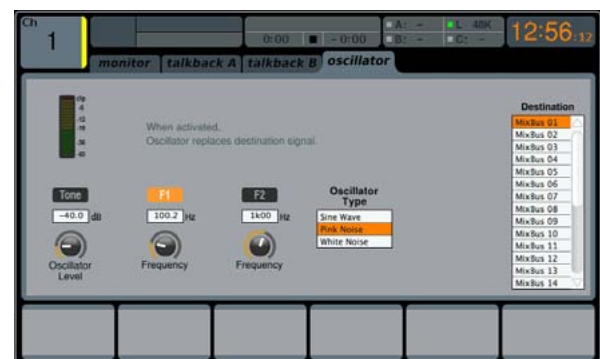 Ch
1
0:00 - 0:00
A: - L 48K
B: - C: -
12:56:12
monitor talkback A talkback B oscillator
clip
When activated,
Oscillator replaces destination signal.
Tone
-40.0 dB
Oscillator
Level
F1
100.2 Hz
Frequency
F2
1k00 Hz
Frequency
Oscillator
Type
Sine Wave
Pink Noise
White Noise
Destination
MixBus 01
MixBus 02
MixBus 03
MixBus 04
MixBus 05
MixBus 06
MixBus 07
MixBus 08
MixBus 09
MixBus 10
MixBus 11
MixBus 12
MixBus 13
MixBus 14